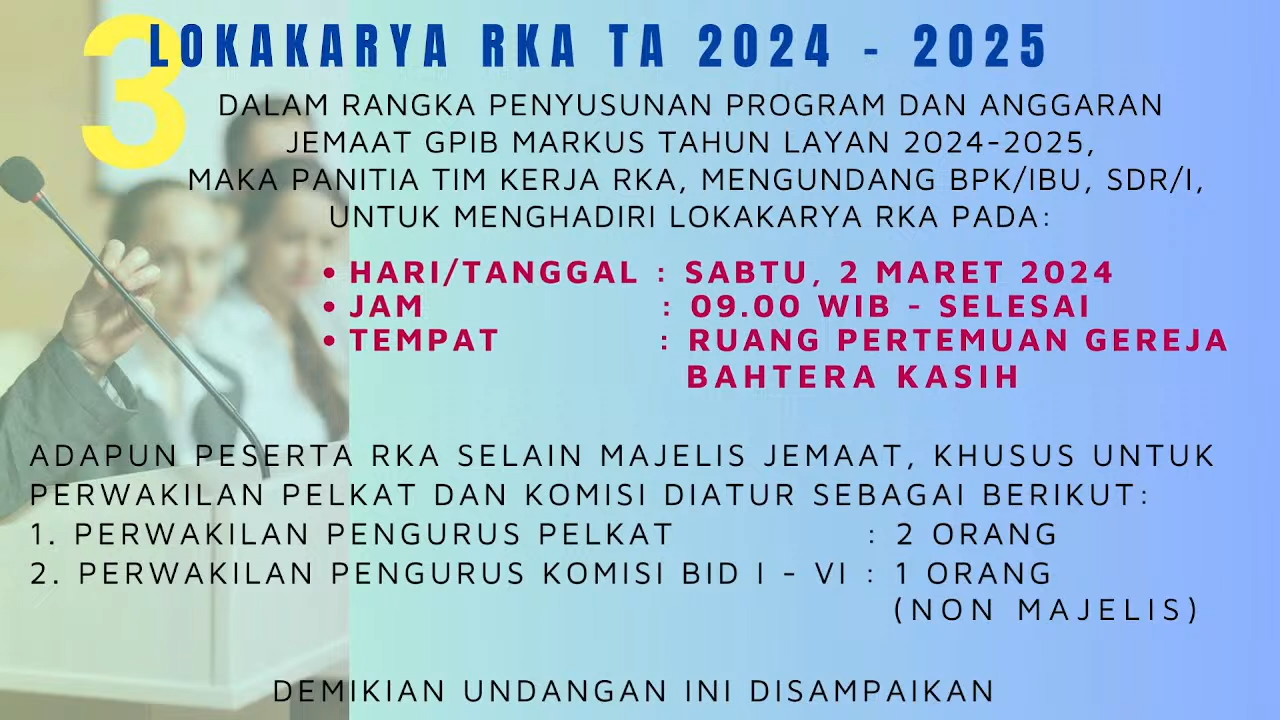 3
LOKAKARYA RKA TA 2024 - 2025
DALAM RANGKA PENYUSUNAN PROGRAM DAN ANGGARAN
JEMAAT GPIB MARKUS TAHUN LAYAN 2024-2025,
MAKA PANITIA TIM KERJA RKA, MENGUNDANG BPK/IBU, SDR/I,
UNTUK MENGHADIRI LOKAKARYA RKA PADA:
• HARI/TANGGAL : SABTU, 2 MARET 2024
• JAM : 09.00 WIB - SELESAI
• TEMPAT : RUANG PERTEMUAN GEREJA
BAHTERA KASIH
ADAPUN PESERTA RKA SELAIN MAJELIS JEMAAT, KHUSUS UNTUK
PERWAKILAN PELKAT DAN KOMISI DIATUR SEBAGAI BERIKUT:
1. PERWAKILAN PENGURUS PELKAT : 2 ORANG
2. PERWAKILAN PENGURUS KOMISI BID I - VI : 1 ORANG
(NON MAJELIS)
DEMIKIAN UNDANGAN INI DISAMPAIKAN